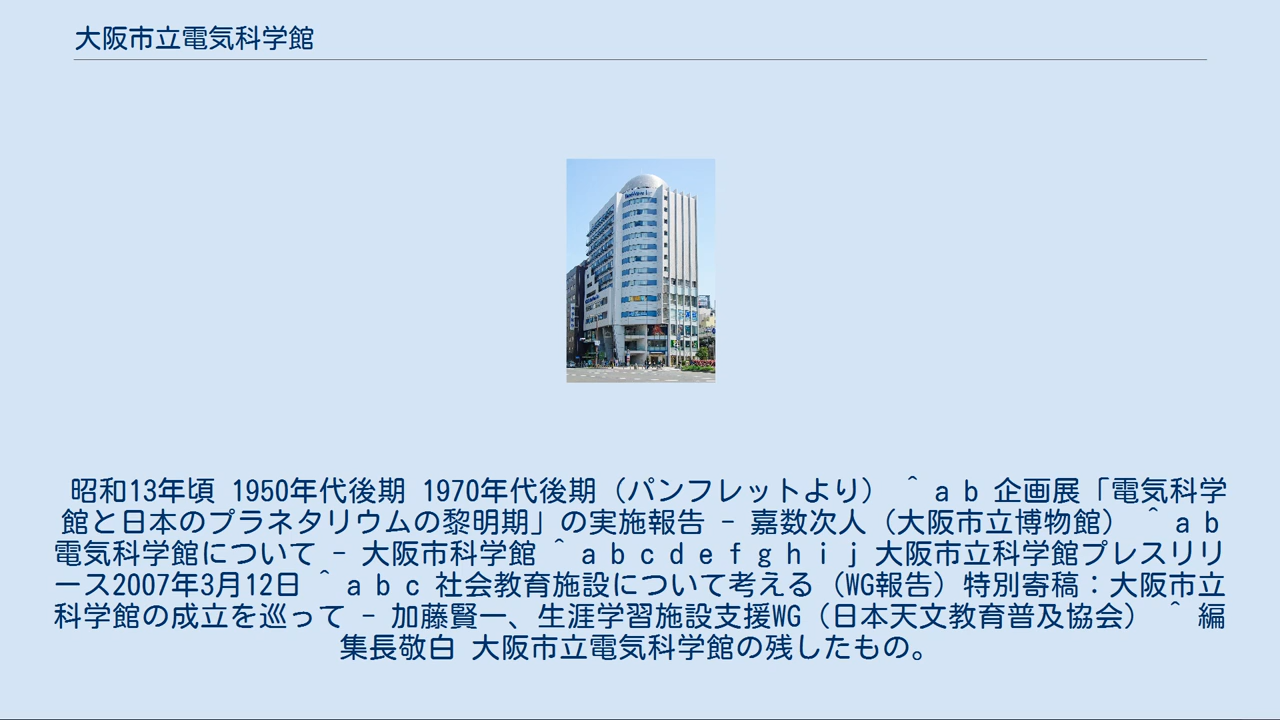 大阪市立電気科学館
昭和13年頃 1950年代後期 1970年代後期（パンフレットより） ^ a b 企画展「電気科学
館と日本のプラネタリウムの黎明期」の実施報告 - 嘉数次人（大阪市立博物館） ^ a b
電気科学館について - 大阪市科学館 ^ a b c d e f g h i j 大阪市立科学館プレスリリ
ース2007年3月12日 ^ a b c 社会教育施設について考える（WG報告）特別寄稿：大阪市立
科学館の成立を巡って - 加藤賢一、生涯学習施設支援WG（日本天文教育普及協会） ^ 編
集長敬白 大阪市立電気科学館の残したもの。